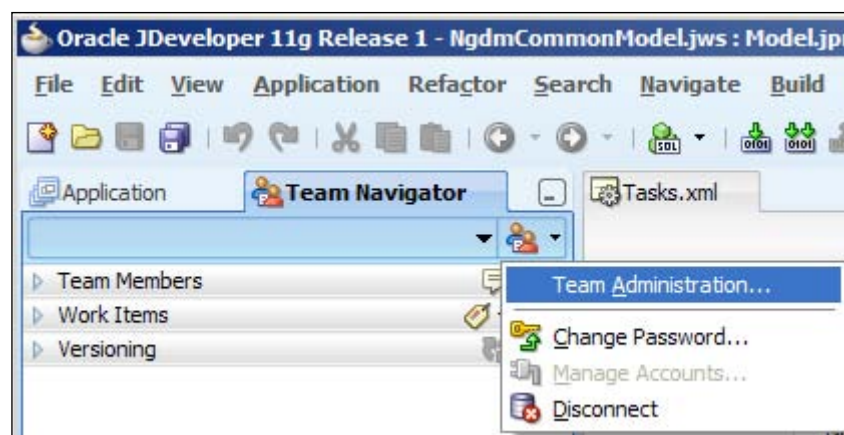 Oracle JDeveloper 11g Release 1 - NgdmCommonModel.jws : Model.jp
File Edit View Application Refactor Search Navigate Build
Application Team Navigator Tasks.xml
Team Members
Team Administration...
Work Items
Change Password...
Versioning
Manage Accounts...
Disconnect